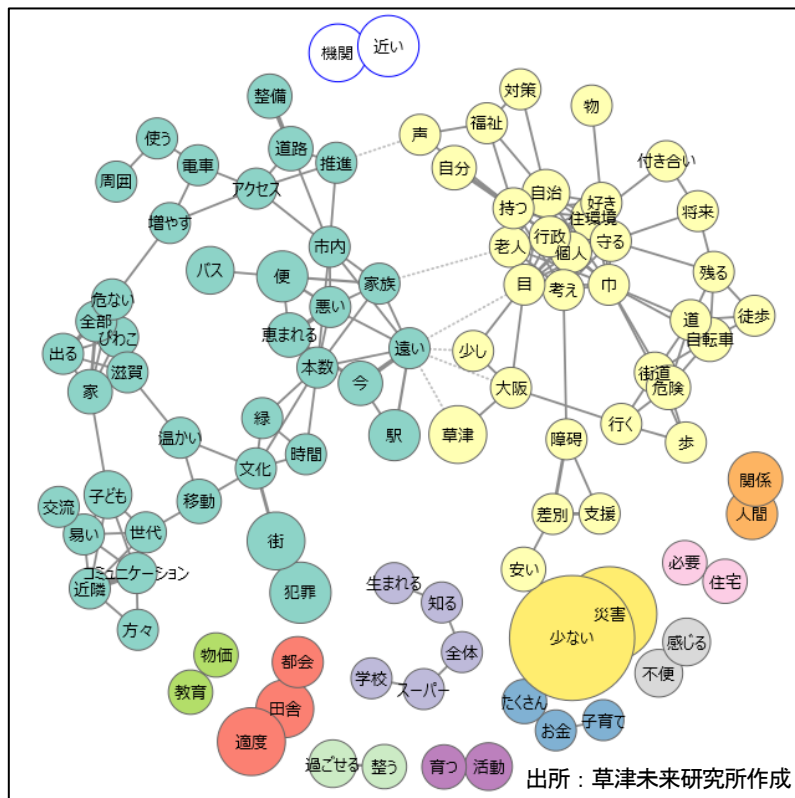 機関
近い
整備
対策
物
使う
道路
福祉
声
電車
推進
自分
付き合い
周囲
アクセス
自治
好き
持つ
住環境
将来
増やす
市内
老人
行政
個人
守る
バス
便
家族
目
考え
巾
残る
危ない
悪い
全部
びわこ
恵まれる
道
徒歩
自転車
出る
滋賀
本数
遠い
少し
街道
家
今
大阪
危険
緑
駅
草津
行く
温かい
時間
障碍
歩
文化
子ども
移動
関係
交流
世代
差別
支援
人間
易い
街
コミュニケーション
近隣
犯罪
生まれる
安い
必要
住宅
方々
知る
災害
少ない
物価
都会
全体
感じる
教育
学校
スーパー
不便
田舎
たくさん
適度
お金
子育て
過ごせる
整う
育つ
活動
出所：草津未来研究所作成